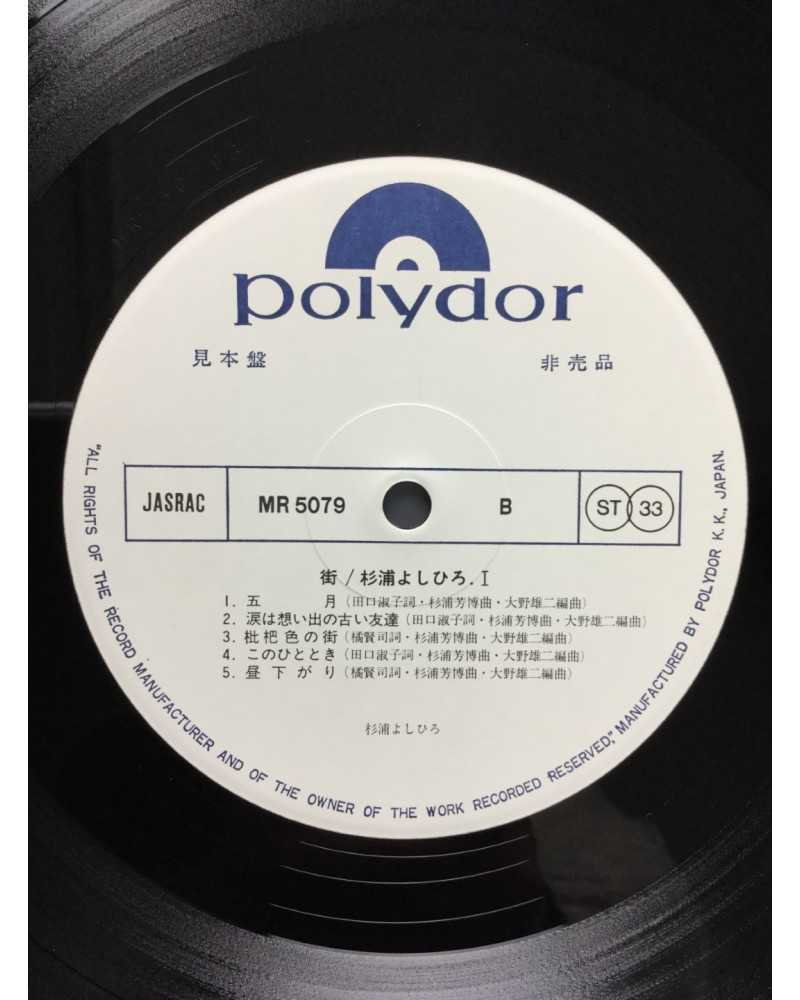 polydor
見本盤 非売品
JASRAC MR 5079 B ST 33
街 / 杉浦よしひろ. I
1. 五 月 (田口淑子詞・杉浦芳博曲・大野雄二編曲)
2. 涙は想い出の古い友達 (田口淑子詞・杉浦芳博曲・大野雄二編曲)
3. 枇杷色の街 (橘賢司詞・杉浦芳博曲・大野雄二編曲)
4. このひととき (田口淑子詞・杉浦芳博曲・大野雄二編曲)
5. 昼下がり (橘賢司詞・杉浦芳博曲・大野雄二編曲)
杉浦よしひろ
"ALL RIGHTS OF THE RECORD MANUFACTURER AND OF THE OWNER OF THE WORK RECORDED RESERVED," MANUFACTURED BY POLYDOR K.K., JAPAN.